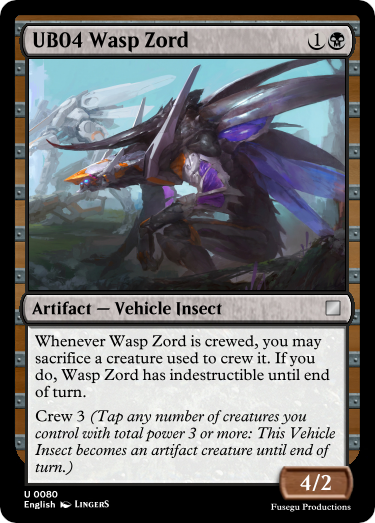 UB04 Wasp Zord 1
Artifact — Vehicle Insect
Whenever Wasp Zord is crewed, you may
sacrifice a creature used to crew it. If you
do, Wasp Zord has indestructible until end
of turn.
Crew 3 (Tap any number of creatures you
control with total power 3 or more: This Vehicle
Insect becomes an artifact creature until end of
turn.)
4/2
U 0080
English LINGERS
Fusegu Productions